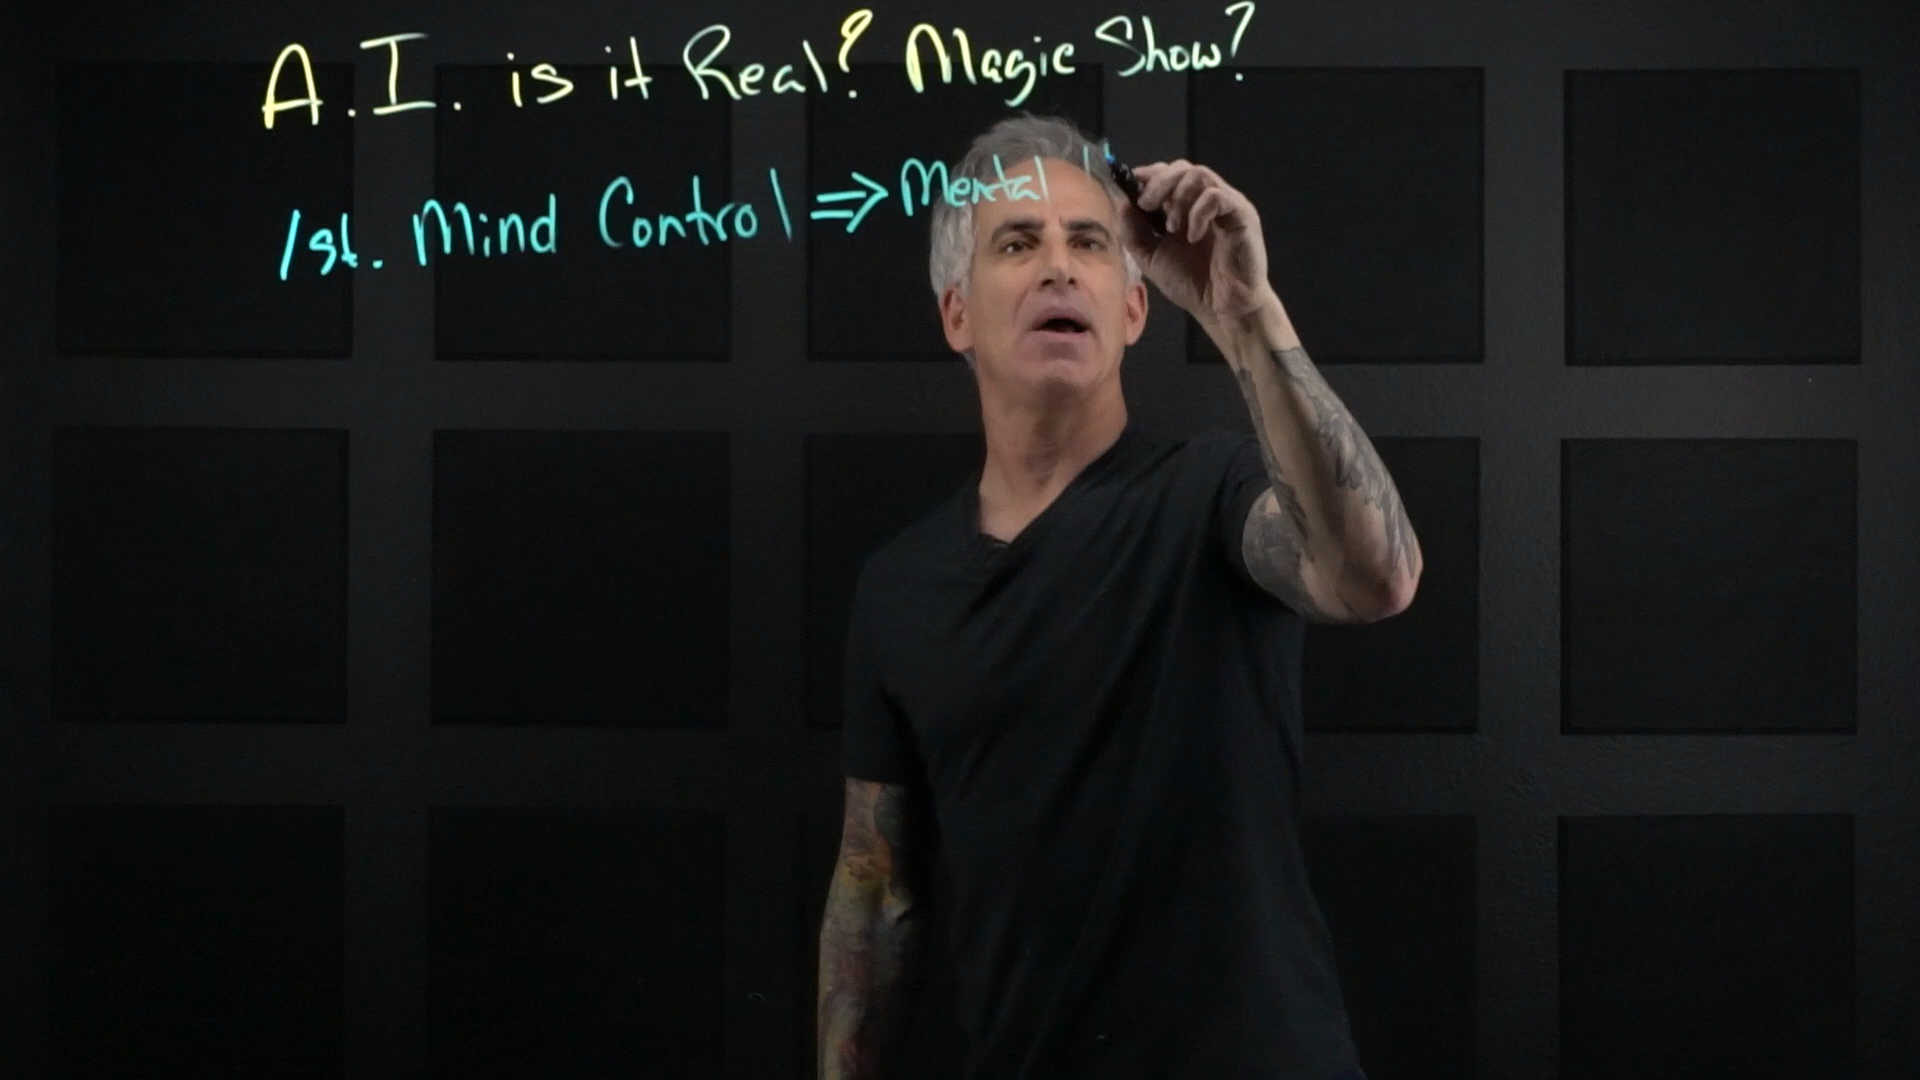 A.I. is it Real? Magic Show?
1st. Mind Control ⇒ Mental